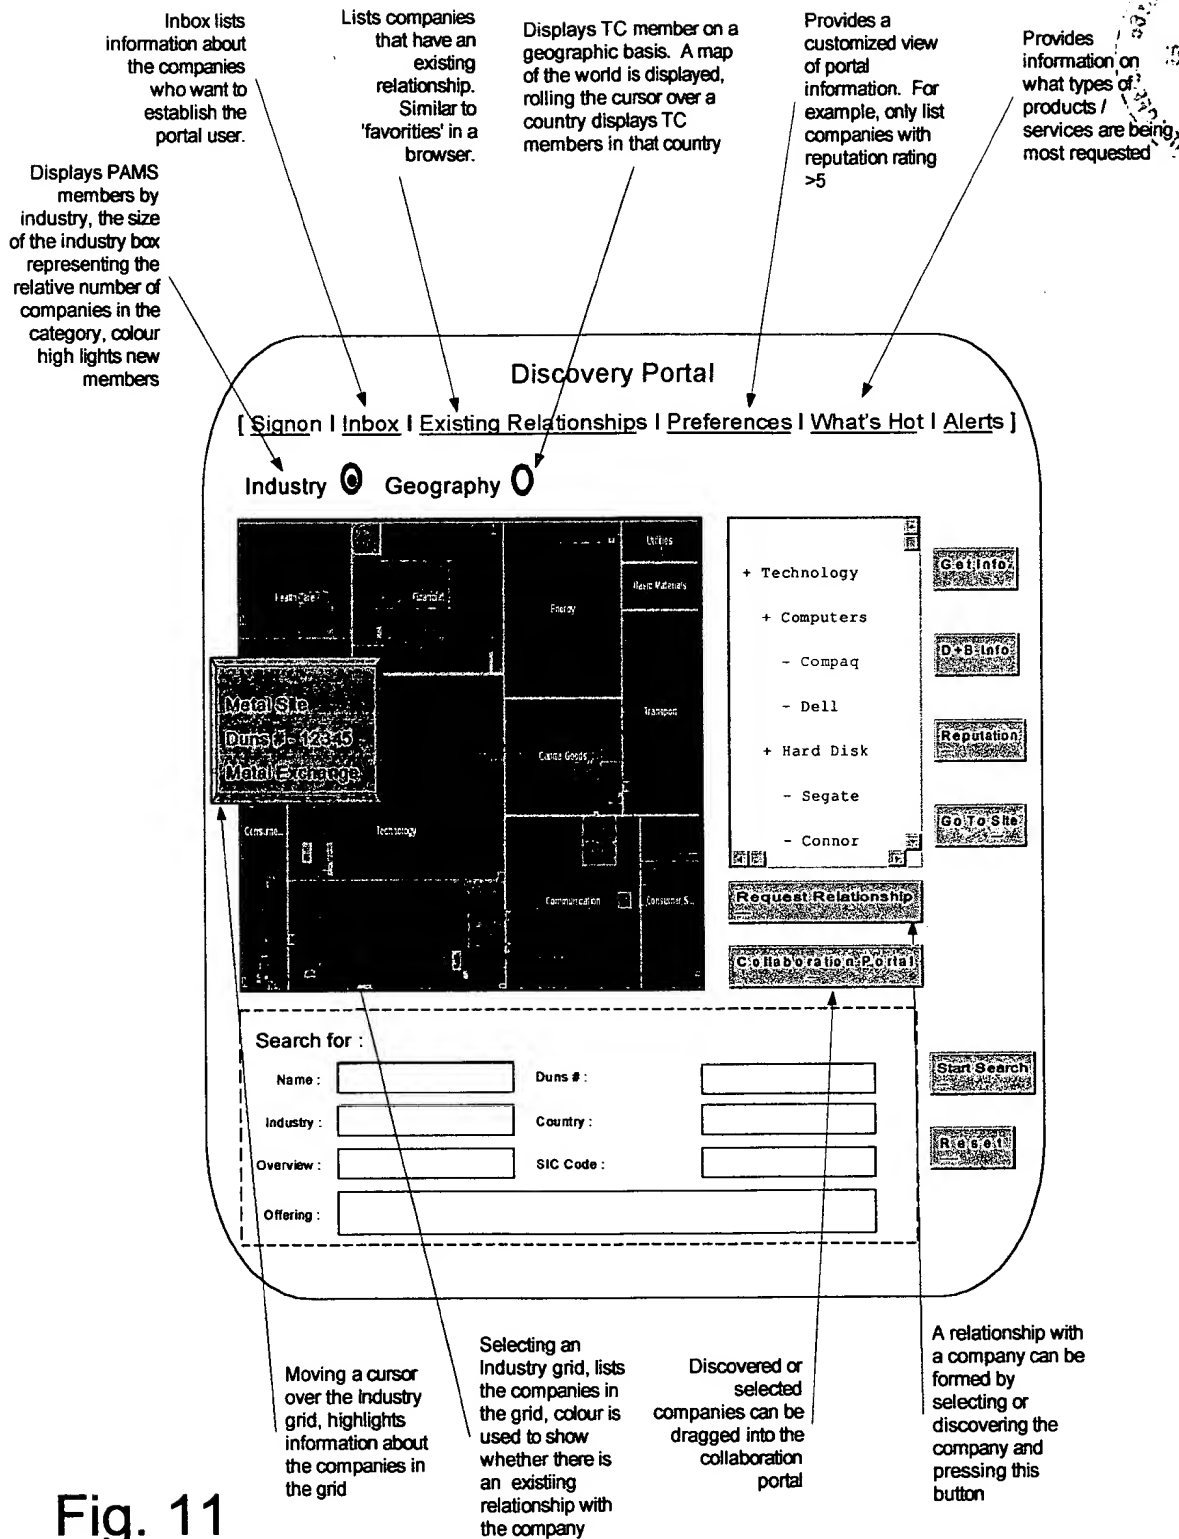 Inbox lists
information about
the companies
who want to
establish the
portal user.
Lists companies
that have an
existing
relationship.
Similar to
'favorities' in a
browser.
Displays TC member on a
geographic basis. A map
of the world is displayed,
rolling the cursor over a
country displays TC
members in that country
Provides a
customized view
of portal
information. For
example, only list
companies with
reputation rating
>5
Provides
information on
what types of
products /
services are being
most requested
Displays PAMS
members by
industry, the size
of the industry box
representing the
relative number of
companies in the
category, colour
high lights new
members
Discovery Portal
[ Signon I Inbox I Existing Relationships I Preferences I What's Hot I Alerts ]
Industry Geography
Health Care
Financial
Energy
Utilities
Basic Materials
Transport
Metal Site
Duns # - 12345
Metal Exchange
Consume...
Technology
Communication
Consumer S...
+ Technology
+ Computers
- Compaq
- Dell
+ Hard Disk
- Segate
- Connor
Get Info
D+B Info
Reputation
Go To Site
Request Relationship
Collaboration Portal
Search for :
Name :
Duns # :
Industry :
Country :
Overview :
SIC Code :
Offering :
Start Search
Reset
Moving a cursor
over the Industry
grid, highlights
information about
the companies in
the grid
Selecting an
Industry grid, lists
the companies in
the grid, colour is
used to show
whether there is
an existiing
relationship with
the company
Discovered or
selected
companies can be
dragged into the
collaboration
portal
A relationship with
a company can be
formed by
selecting or
discovering the
company and
pressing this
button
Fig. 11